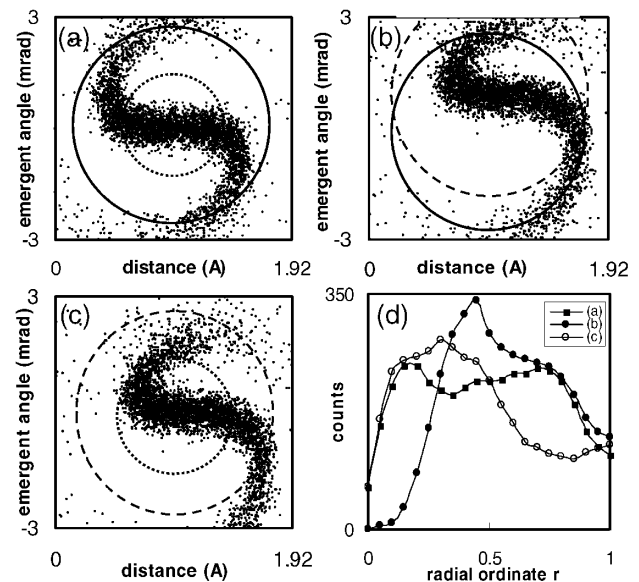 3
(a)
emergent angle (mrad)
-3
0
distance (A)
1.92
3
(b)
emergent angle (mrad)
-3
0
distance (A)
1.92
3
(c)
emergent angle (mrad)
-3
0
distance (A)
1.92
350
(d)
(a)
(b)
(c)
counts
0
0
0.5
1
radial ordinate r